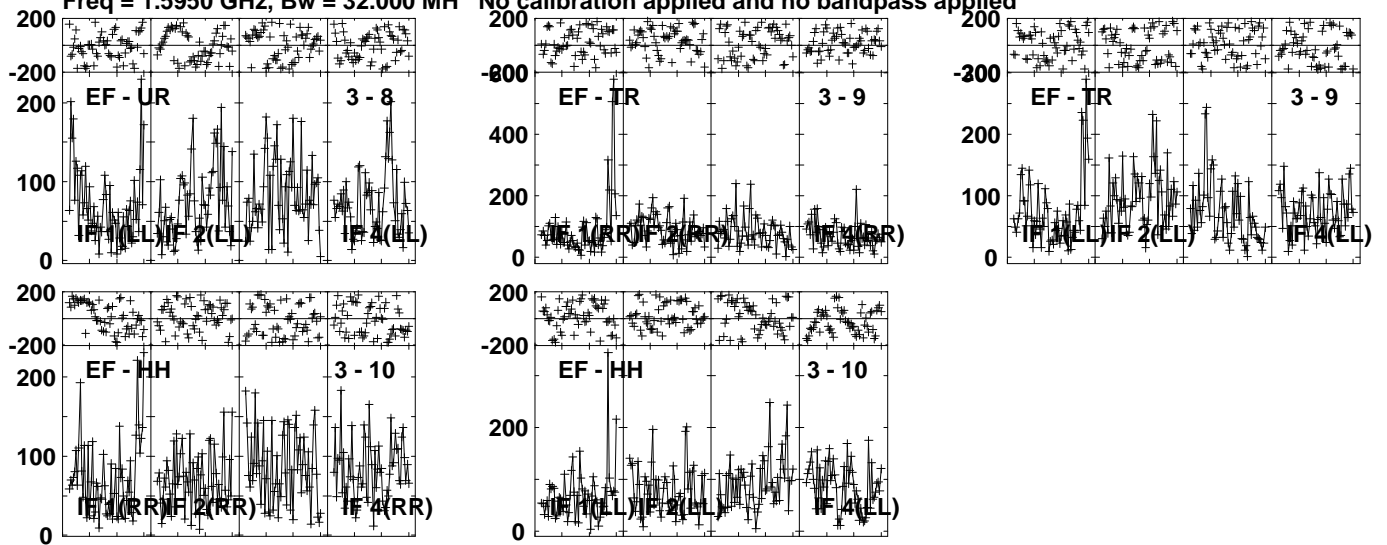 Freq = 1.5950 GHz, Bw = 32.000 MH No calibration applied and no bandpass applied
200
-200
200
100
0
EF - UR
3 - 8
IF 1(LL)
IF 2(LL)
IF 4(LL)
200
-200
600
400
200
0
EF - TR
3 - 9
IF 1(RR)
IF 2(RR)
IF 4(RR)
200
-200
300
200
100
0
EF - TR
3 - 9
IF 1(LL)
IF 2(LL)
IF 4(LL)
200
-200
200
100
0
EF - HH
3 - 10
IF 1(RR)
IF 2(RR)
IF 4(RR)
200
-200
200
0
EF - HH
3 - 10
IF 1(LL)
IF 2(LL)
IF 4(LL)